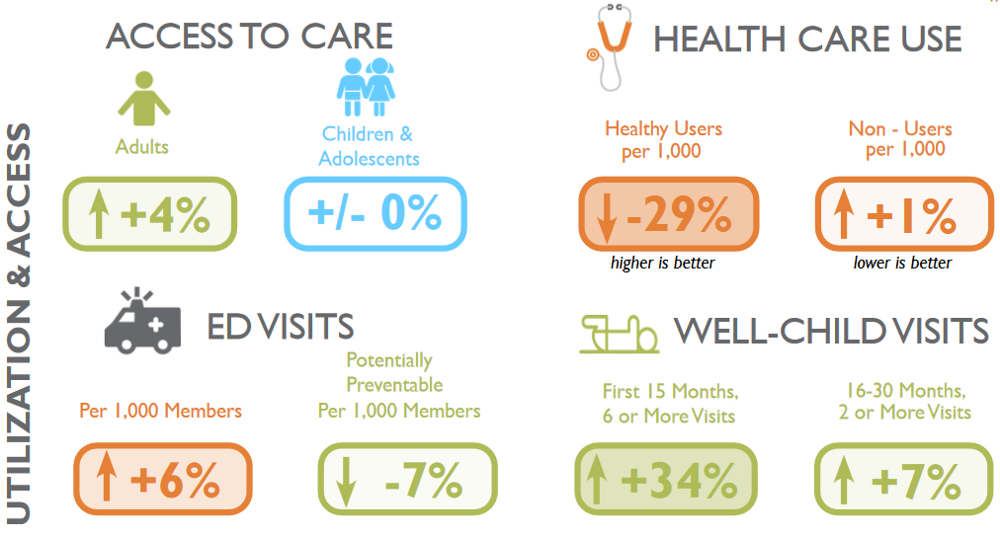 UTILIZATION & ACCESS
ACCESS TO CARE
Adults
+4%
Children &
Adolescents
+/- 0%
HEALTH CARE USE
Healthy Users
per 1,000
-29%
higher is better
Non - Users
per 1,000
+1%
lower is better
ED VISITS
Per 1,000 Members
+6%
Potentially
Preventable
Per 1,000 Members
-7%
WELL-CHILD VISITS
First 15 Months,
6 or More Visits
+34%
16-30 Months,
2 or More Visits
+7%